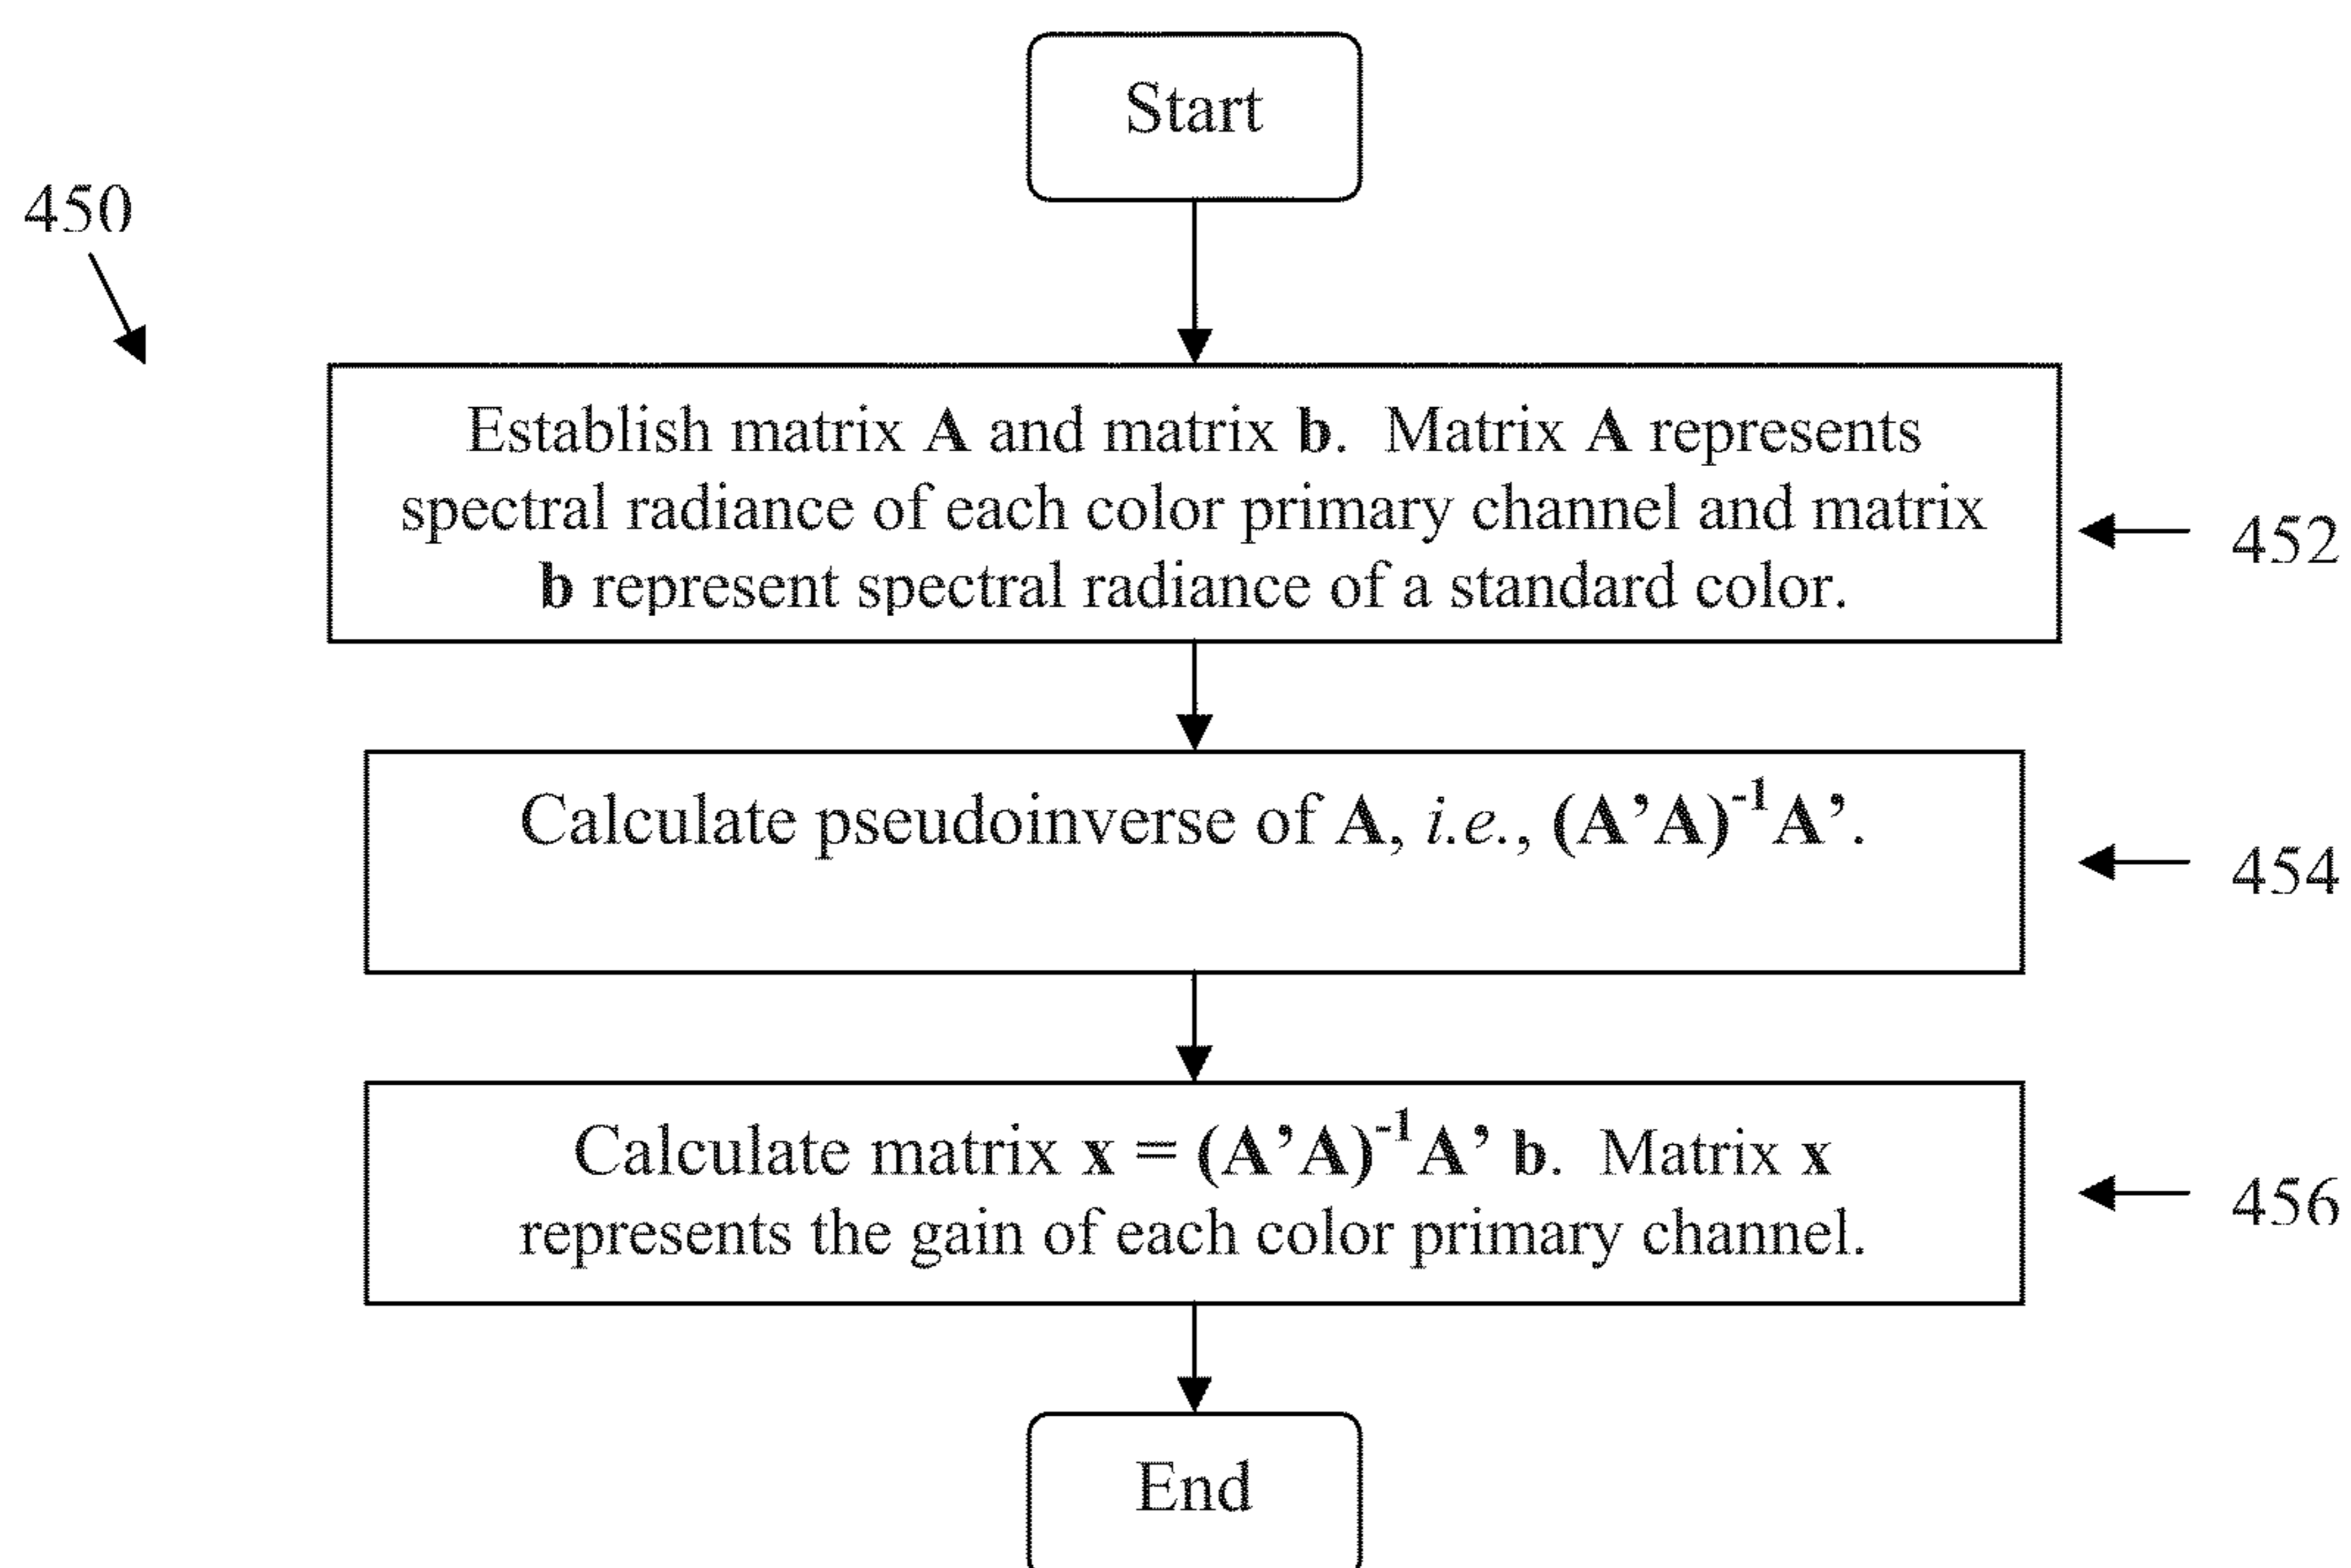 Start
450
Establish matrix A and matrix b. Matrix A represents
spectral radiance of each color primary channel and matrix
b represent spectral radiance of a standard color.
452
Calculate pseudoinverse of A, i.e., (A’A)⁻¹A’.
454
Calculate matrix x = (A’A)⁻¹A’ b. Matrix x
represents the gain of each color primary channel.
456
End